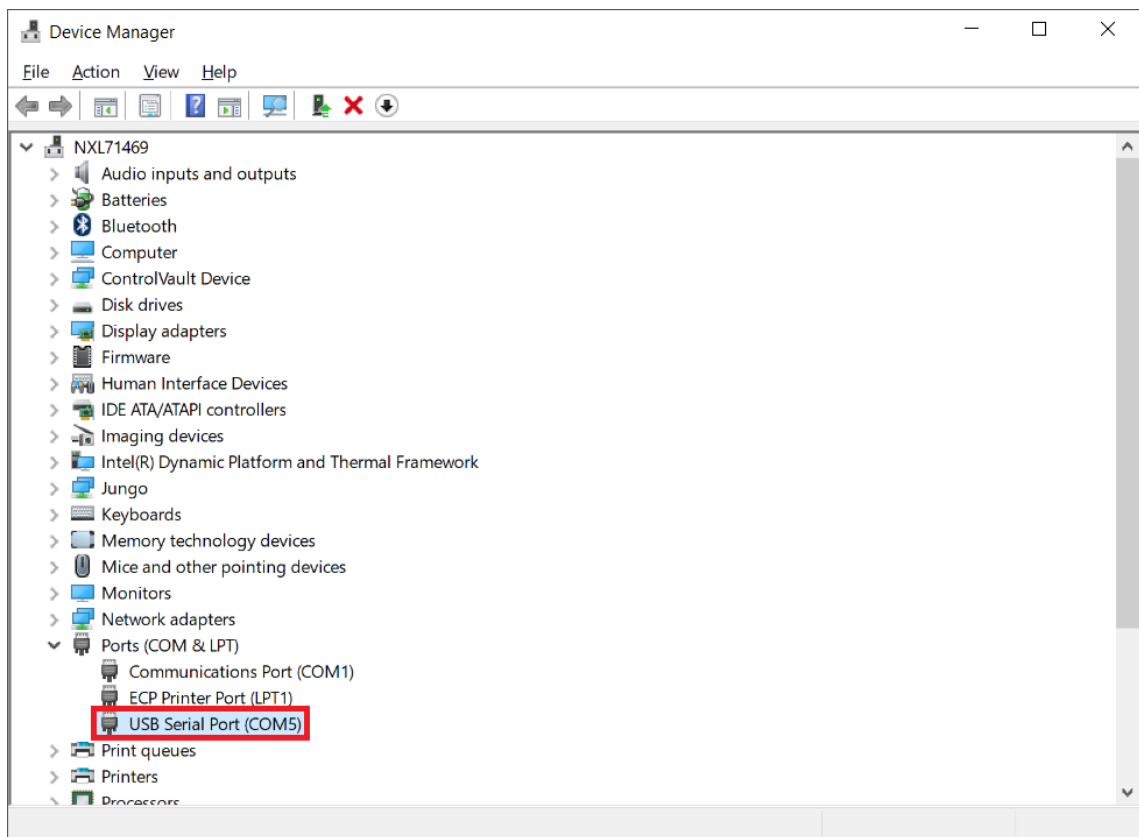 Device Manager
File Action View Help
NXL71469
Audio inputs and outputs
Batteries
Bluetooth
Computer
ControlVault Device
Disk drives
Display adapters
Firmware
Human Interface Devices
IDE ATA/ATAPI controllers
Imaging devices
Intel(R) Dynamic Platform and Thermal Framework
Jungo
Keyboards
Memory technology devices
Mice and other pointing devices
Monitors
Network adapters
Ports (COM & LPT)
Communications Port (COM1)
ECP Printer Port (LPT1)
USB Serial Port (COM5)
Print queues
Printers
Processors